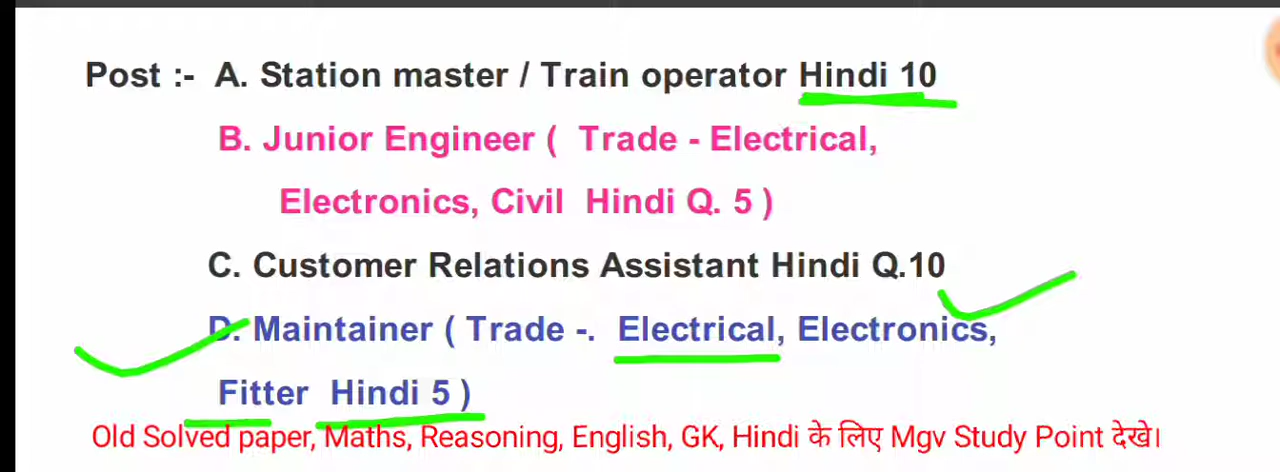 Post :- A. Station master / Train operator Hindi 10
B. Junior Engineer ( Trade - Electrical,
Electronics, Civil Hindi Q. 5 )
C. Customer Relations Assistant Hindi Q.10
D. Maintainer ( Trade -. Electrical, Electronics,
Fitter Hindi 5 )
Old Solved paper, Maths, Reasoning, English, GK, Hindi के लिए Mgv Study Point देखे।